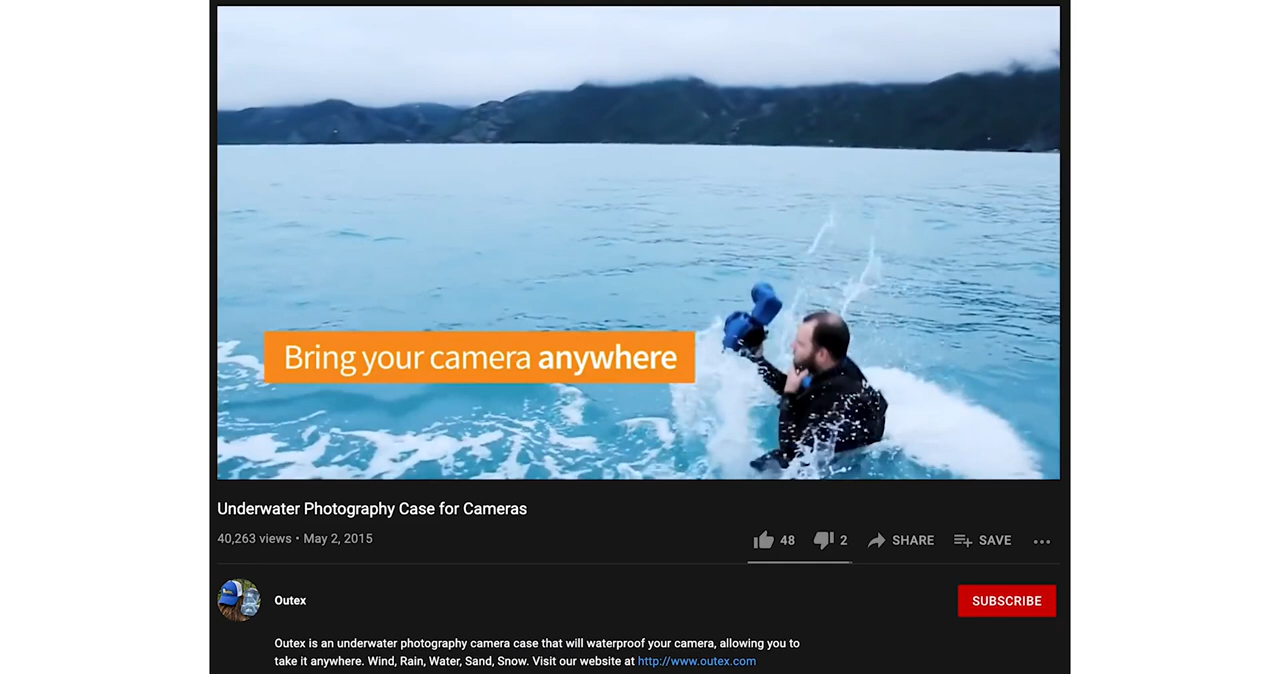 Bring your camera anywhere
Underwater Photography Case for Cameras
40,263 views • May 2, 2015
48
2
SHARE
SAVE
Outex
SUBSCRIBE
Outex is an underwater photography camera case that will waterproof your camera, allowing you to
take it anywhere. Wind, Rain, Water, Sand, Snow. Visit our website at http://www.outex.com